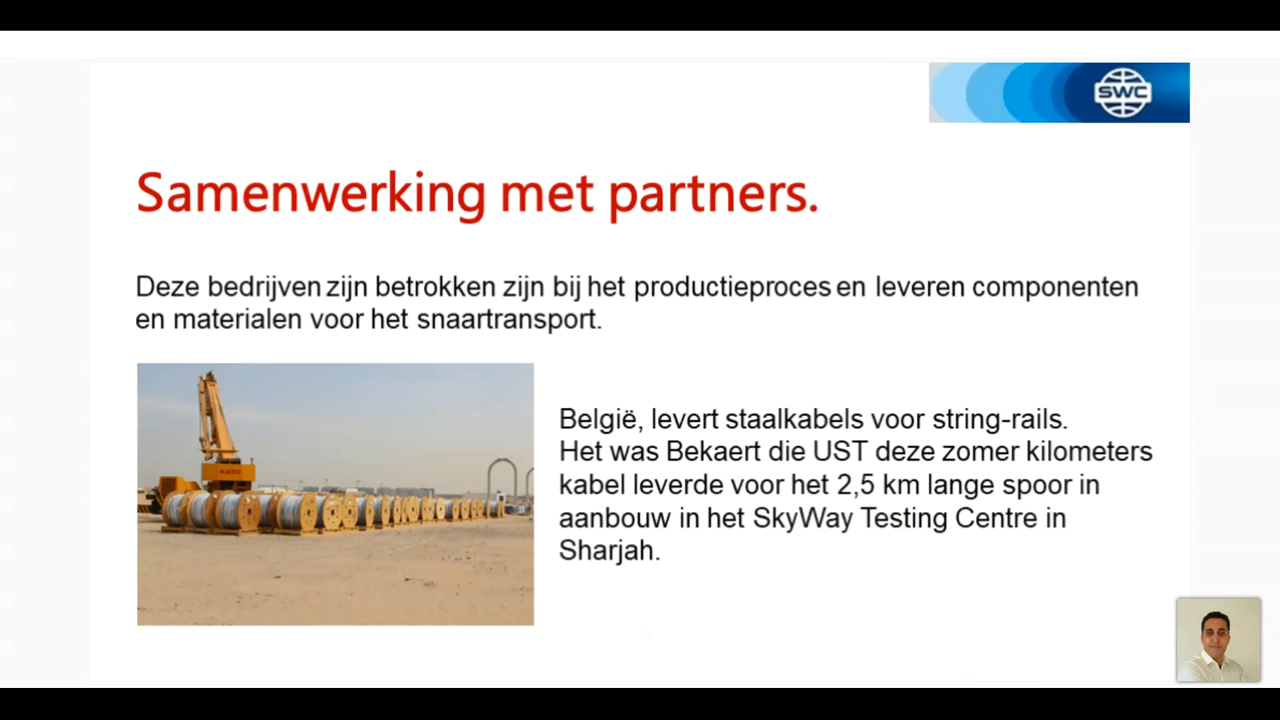 SWC
Samenwerking met partners.
Deze bedrijven zijn betrokken zijn bij het productieproces en leveren componenten
en materialen voor het snaartransport.
KATO
België, levert staalkabels voor string-rails.
Het was Bekaert die UST deze zomer kilometers
kabel leverde voor het 2,5 km lange spoor in
aanbouw in het SkyWay Testing Centre in
Sharjah.